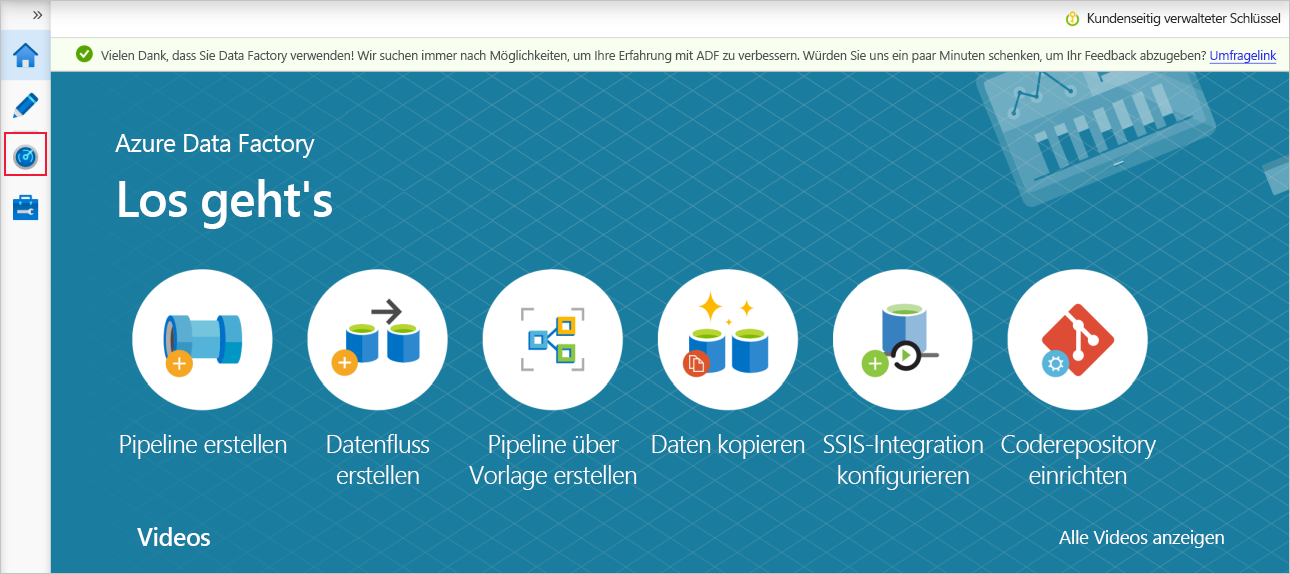 Kundenseitig verwalteter Schlüssel
Vielen Dank, dass Sie Data Factory verwenden! Wir suchen immer nach Möglichkeiten, um Ihre Erfahrung mit ADF zu verbessern. Würden Sie uns ein paar Minuten schenken, um Ihr Feedback abzugeben? Umfragelink
Azure Data Factory
Los geht's
Pipeline erstellen
Datenfluss
erstellen
Pipeline über
Vorlage erstellen
Daten kopieren
SSIS-Integration
konfigurieren
Coderepository
einrichten
Videos
Alle Videos anzeigen